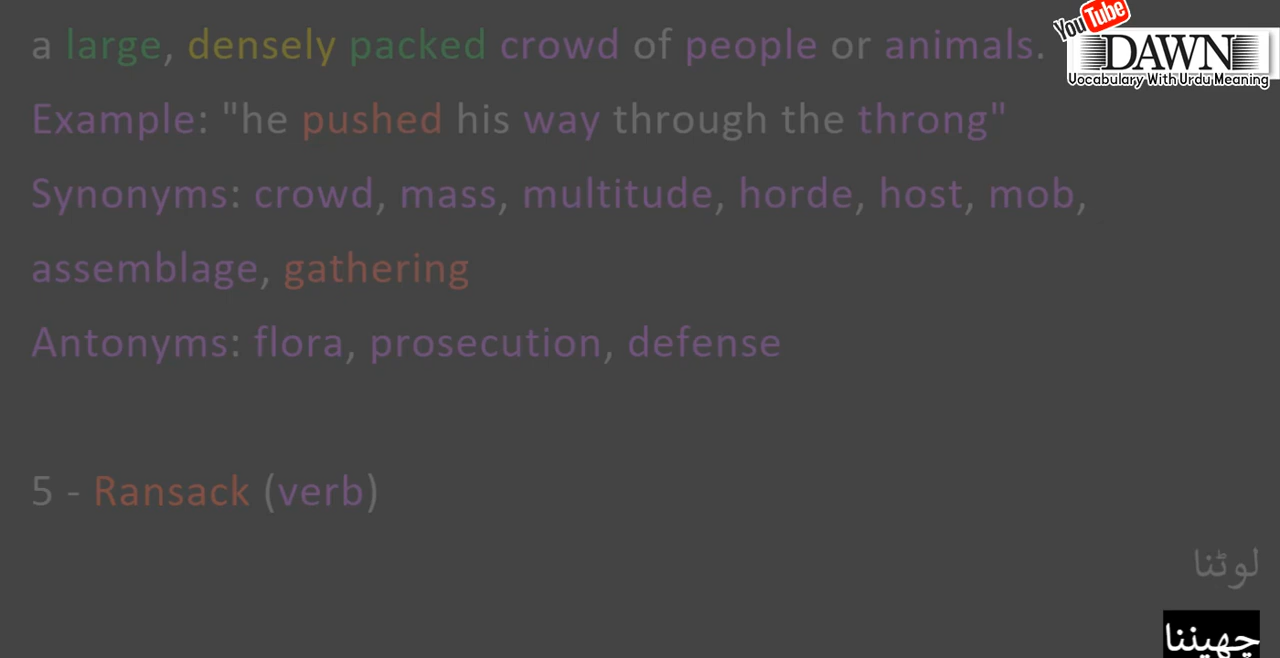 a large, densely packed crowd of people or animals.
You Tube
DAWN
Vocabulary With Urdu Meaning
Example: "he pushed his way through the throng"
Synonyms: crowd, mass, multitude, horde, host, mob,
assemblage, gathering
Antonyms: flora, prosecution, defense
5 - Ransack (verb)
لوٹنا
چھیننا